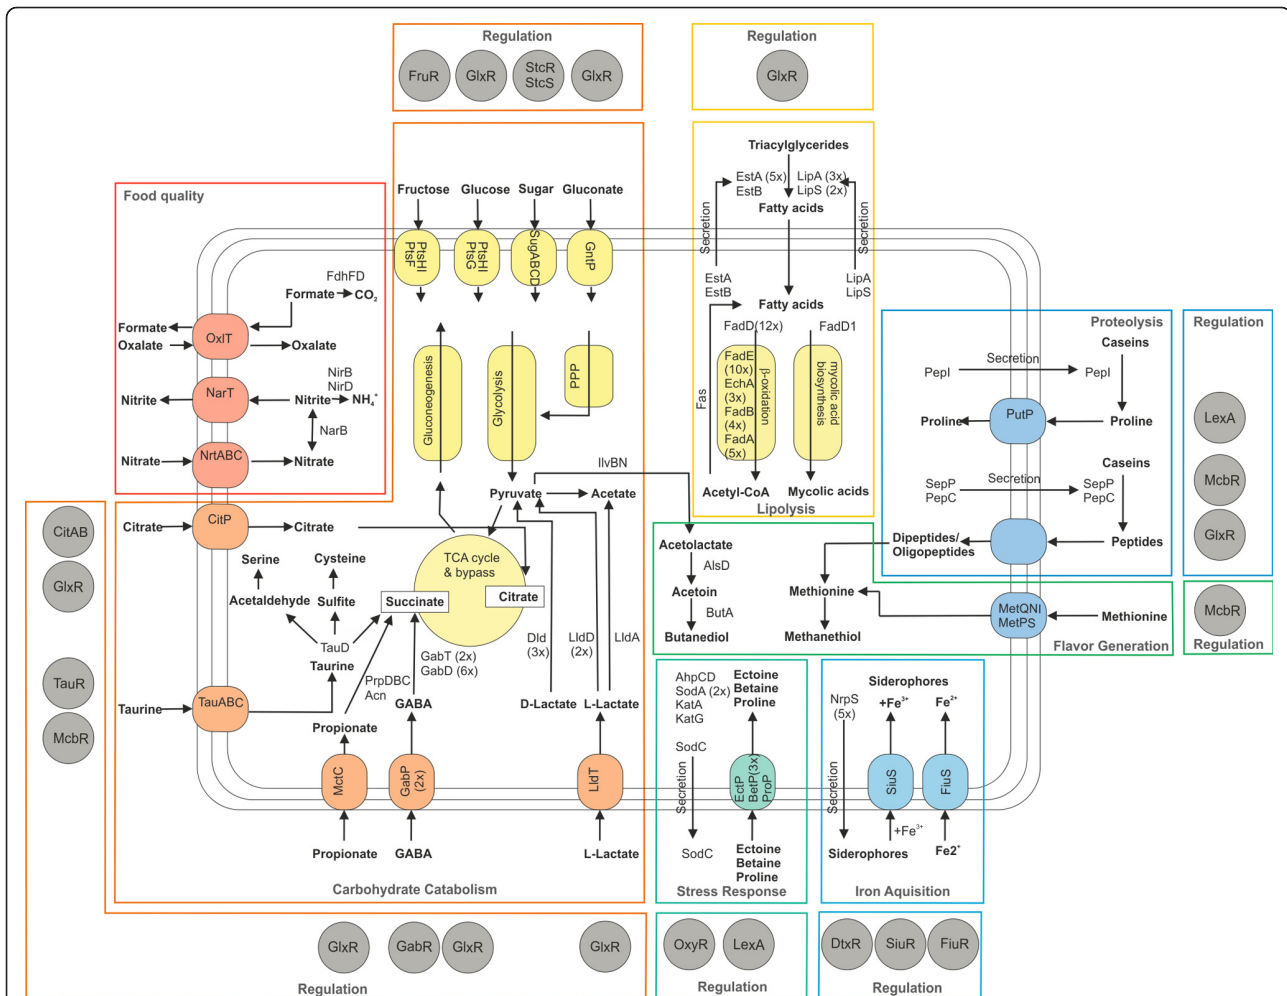 Regulation
FruR
GlxR
StcR
StcS
GlxR
Regulation
GlxR
Food quality
FdhFD
Formate
CO₂
Formate
Oxalate
OxlT
Oxalate
NirB
NirD
Nitrite
NarT
Nitrite
NH₄⁺
NarB
Nitrate
NrtABC
Nitrate
Fructose
Glucose
Sugar
Gluconate
PtsHI
PtsF
PtsHI
PtsG
SugABCD
GntP
Gluconeogenesis
Glycolysis
PPP
IlvBN
Pyruvate
Acetate
Triacylglycerides
EstA (5x)
EstB
LipA (3x)
LipS (2x)
Fatty acids
Secretion
Secretion
EstA
EstB
LipA
LipS
Fatty acids
FadD(12x)
FadD1
Fas
FadE
(10x)
EchA
(3x)
FadB
(4x)
FadA
(5x)
β-oxidation
mycolic acid
biosynthesis
Acetyl-CoA
Mycolic acids
Lipolysis
Proteolysis
Caseins
Secretion
PepI
PepI
PutP
Proline
Proline
Caseins
SepP
PepC
Secretion
SepP
PepC
Dipeptides/
Oligopeptides
Peptides
Regulation
LexA
McbR
GlxR
CitAB
GlxR
TauR
McbR
Citrate
CitP
Citrate
Serine
Cysteine
Acetaldehyde
Sulfite
TauD
Taurine
Taurine
TauABC
TCA cycle
& bypass
Succinate
Citrate
GabT (2x)
GabD (6x)
PrpDBC
Acn
GABA
Propionate
Dld
(3x)
LldD
(2x)
LldA
D-Lactate
L-Lactate
MctC
GabP
(2x)
LldT
Propionate
GABA
L-Lactate
Carbohydrate Catabolism
Acetolactate
AlsD
Acetoin
ButA
Butanediol
Methionine
Methanethiol
MetQNI
MetPS
Methionine
Flavor Generation
McbR
Regulation
AhpCD
SodA (2x)
KatA
KatG
SodC
Secretion
SodC
Ectoine
Betaine
Proline
EctP
BetP(3x)
ProP
Ectoine
Betaine
Proline
Stress Response
Siderophores
NrpS
(5x)
+Fe³⁺
Fe²⁺
Secretion
SiuS
FiuS
+Fe³⁺
Siderophores
Fe2⁺
Iron Aquisition
GlxR
GabR
GlxR
GlxR
Regulation
OxyR
LexA
Regulation
DtxR
SiuR
FiuR
Regulation